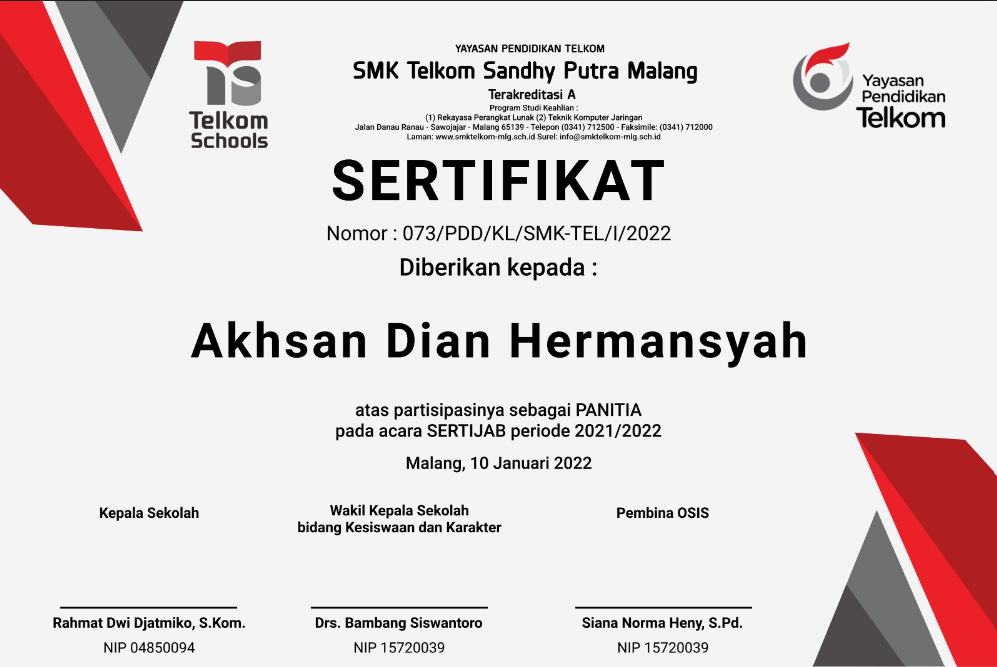 Telkom
Schools
YAYASAN PENDIDIKAN TELKOM
SMK Telkom Sandhy Putra Malang
Terakreditasi A
Program Studi Keahlian :
(1) Rekayasa Perangkat Lunak (2) Teknik Komputer Jaringan
Jalan Danau Ranau - Sawojajar - Malang 65139 - Telepon (0341) 712500 - Faksimile: (0341) 712000
Laman: www.smktelkom-mlg.sch.id Surel: info@smktelkom-mlg.sch.id
Yayasan
Pendidikan
Telkom
SERTIFIKAT
Nomor : 073/PDD/KL/SMK-TEL/I/2022
Diberikan kepada :
Akhsan Dian Hermansyah
atas partisipasinya sebagai PANITIA
pada acara SERTIJAB periode 2021/2022
Malang, 10 Januari 2022
Kepala Sekolah
Rahmat Dwi Djatmiko, S.Kom.
NIP 04850094
Wakil Kepala Sekolah
bidang Kesiswaan dan Karakter
Drs. Bambang Siswantoro
NIP 15720039
Pembina OSIS
Siana Norma Heny, S.Pd.
NIP 15720039